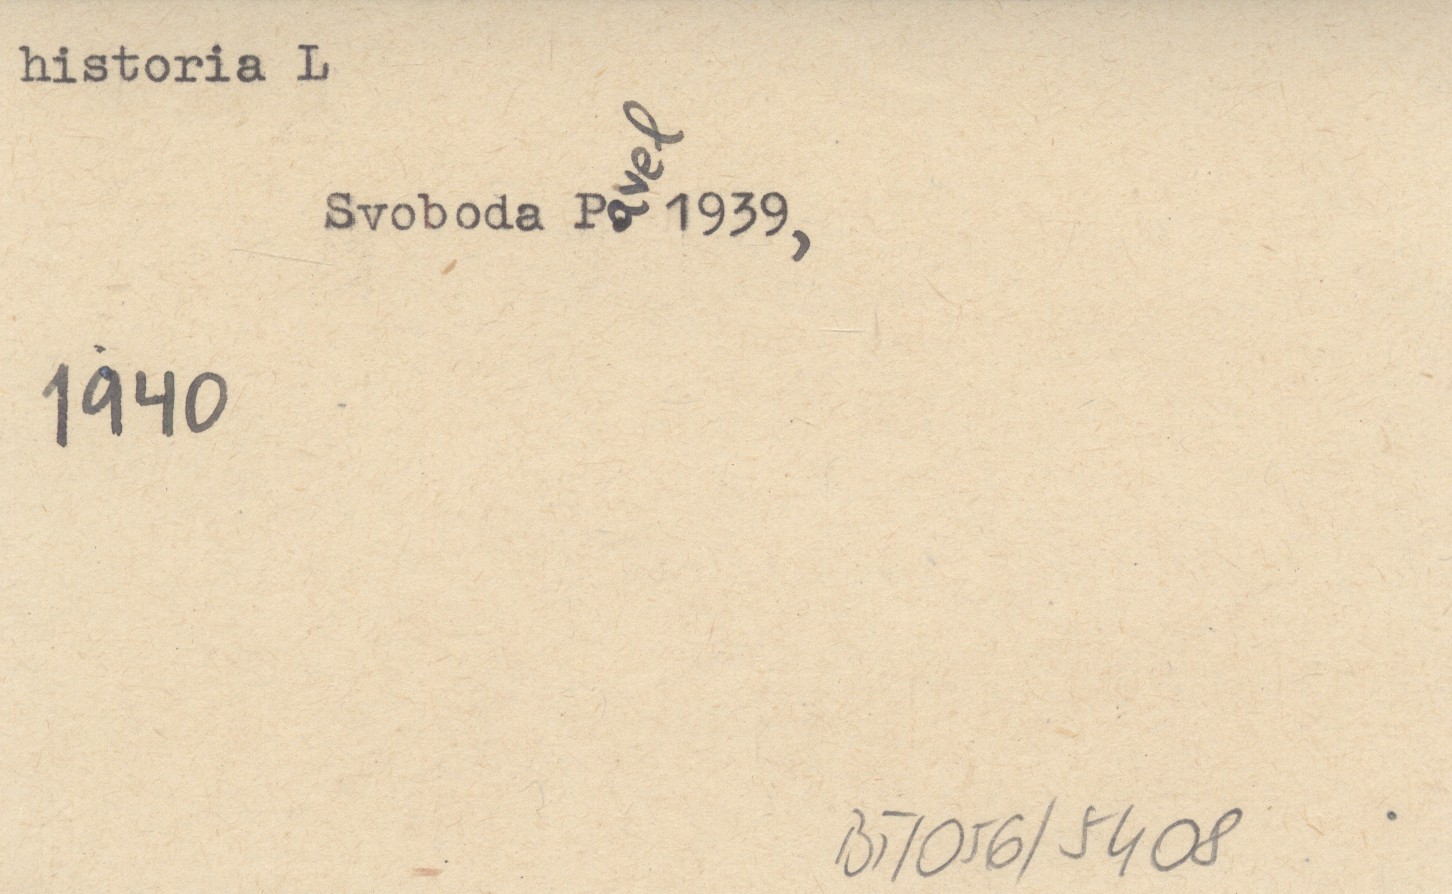 historia L
Svoboda Pavel 1939,
1940
BT/056/5408